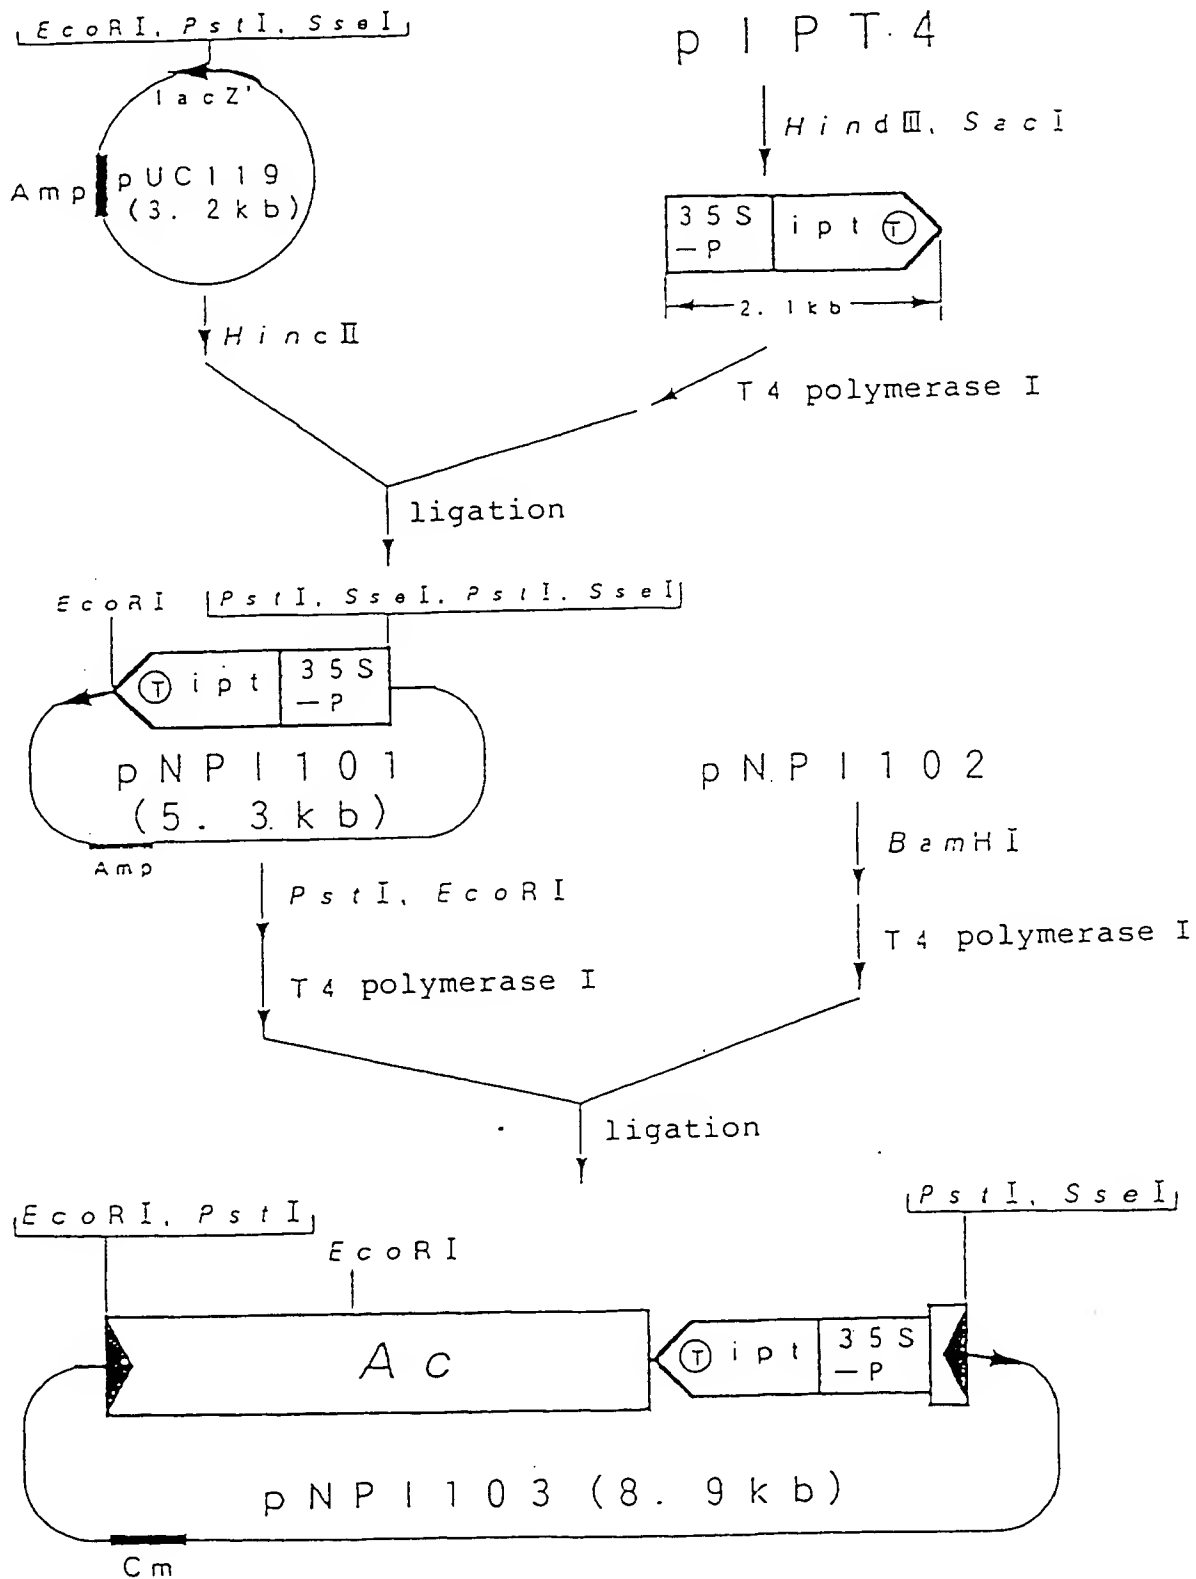 EcoRI, PstI, SseI
pIPT4
lacZ'
HindⅢ, SacI
Amp
pUC119
(3.2kb)
35S
-P
ipt
T
2.1kb
HincⅡ
T4 polymerase I
ligation
EcoRI
PstI, SseI, PstI, SseI
T
ipt
35S
-P
pNPI101
(5.3kb)
Amp
pNPI102
BamHI
PstI, EcoRI
T4 polymerase I
T4 polymerase I
ligation
EcoRI, PstI
EcoRI
PstI, SseI
Ac
T
ipt
35S
-P
pNPI103 (8.9kb)
Cm